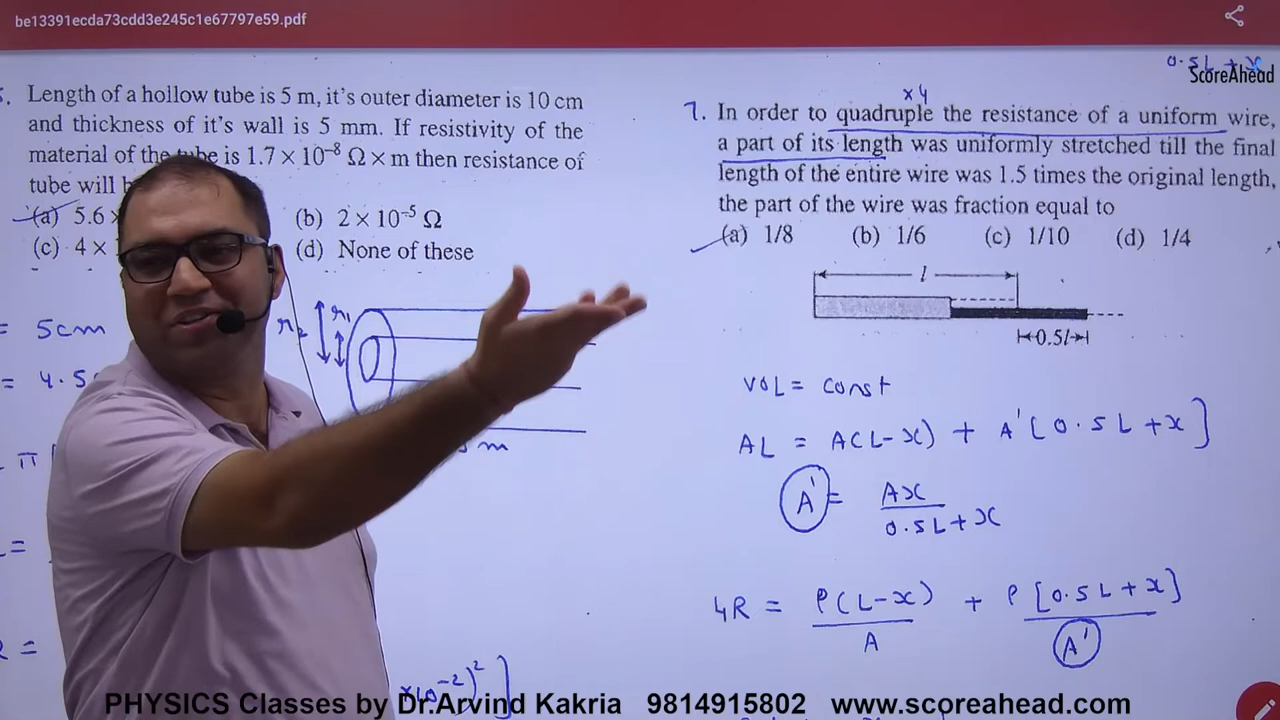 be13391ecda73cdd3e245c1e67797e59.pdf
0.5L + x
ScoreAhead
Length of a hollow tube is 5 m, it's outer diameter is 10 cm
and thickness of it's wall is 5 mm. If resistivity of the
material of the tube is 1.7 × 10⁻⁸ Ω × m then resistance of
tube will
(a) 5.6 (b) 2 × 10⁻⁵ Ω
(c) 4 × (d) None of these
= 5cm
r₂ r₁
= 4.5
m
π
=
R =
×10⁻²)²]
×4
7. In order to quadruple the resistance of a uniform wire,
a part of its length was uniformly stretched till the final
length of the entire wire was 1.5 times the original length,
the part of the wire was fraction equal to
(a) 1/8 (b) 1/6 (c) 1/10 (d) 1/4
l
0.5l
VOL = const
AL = A(L-x) + A'[0.5L+x]
A' = Ax / 0.5L+x
4R = ρ(L-x) / A + ρ[0.5L+x] / A'
PHYSICS Classes by Dr.Arvind Kakria 9814915802 www.scoreahead.com